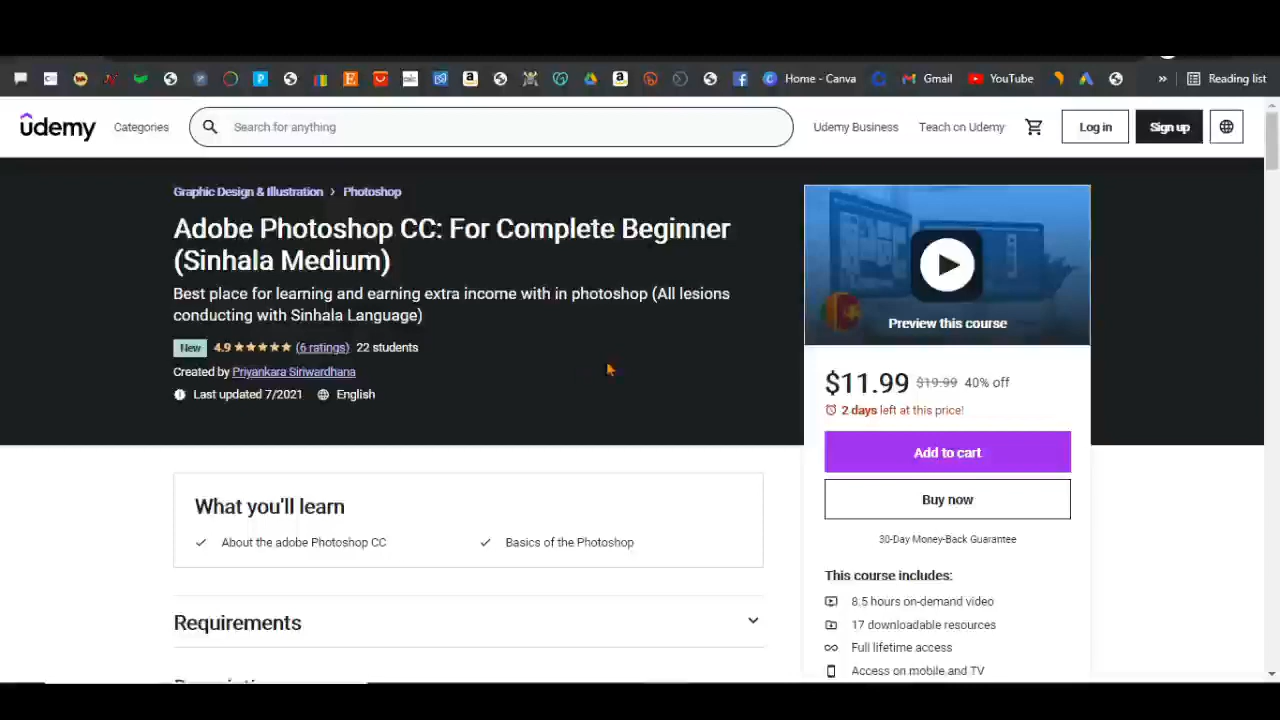 Home - Canva
Gmail
YouTube
»
Reading list
udemy
Categories
Search for anything
Udemy Business
Teach on Udemy
Log in
Sign up
Graphic Design & Illustration > Photoshop
Adobe Photoshop CC: For Complete Beginner
(Sinhala Medium)
Best place for learning and earning extra income with in photoshop (All lesions
conducting with Sinhala Language)
New 4.9 ★★★★★ (6 ratings) 22 students
Created by Priyankara Siriwardhana
Last updated 7/2021 English
Preview this course
$11.99 $19.99 40% off
2 days left at this price!
Add to cart
Buy now
30-Day Money-Back Guarantee
This course includes:
8.5 hours on-demand video
17 downloadable resources
Full lifetime access
Access on mobile and TV
What you'll learn
✓ About the adobe Photoshop CC
✓ Basics of the Photoshop
Requirements